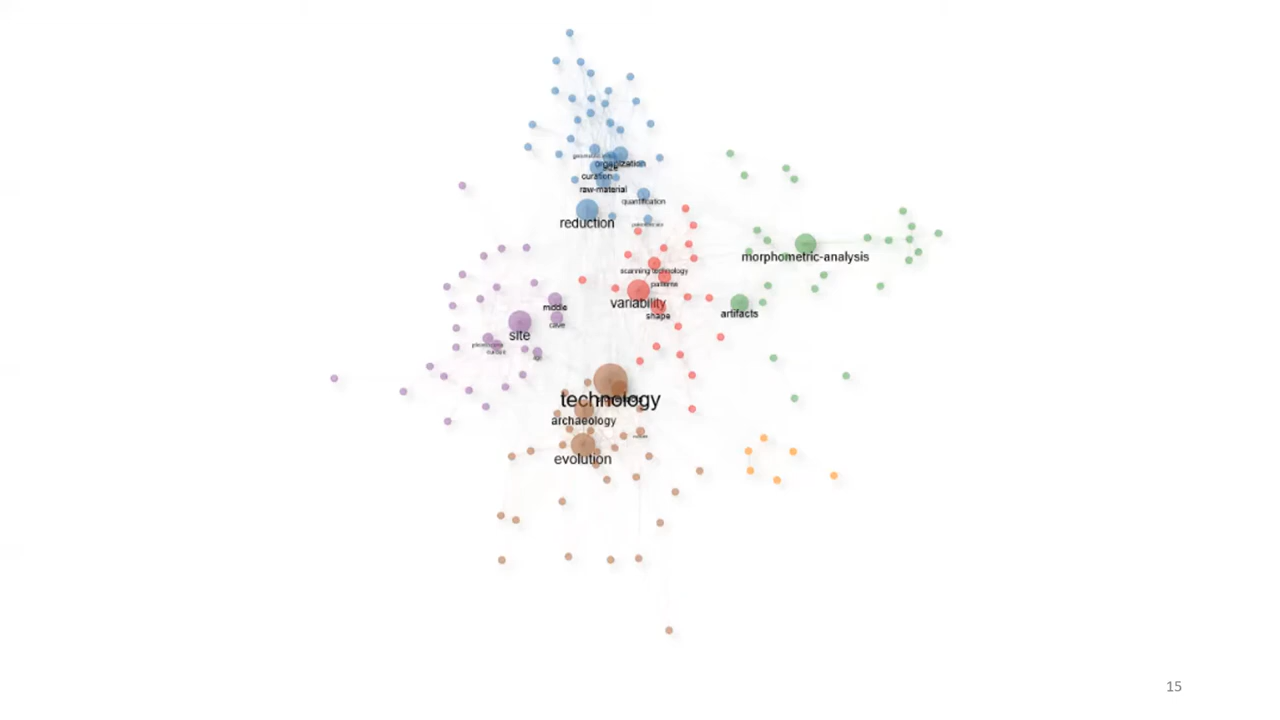 organization
size
curation
raw-material
quantification
reduction
morphometric-analysis
scanning technology
patterns
variability
middle
artifacts
shape
cave
site
technology
archaeology
evolution
15